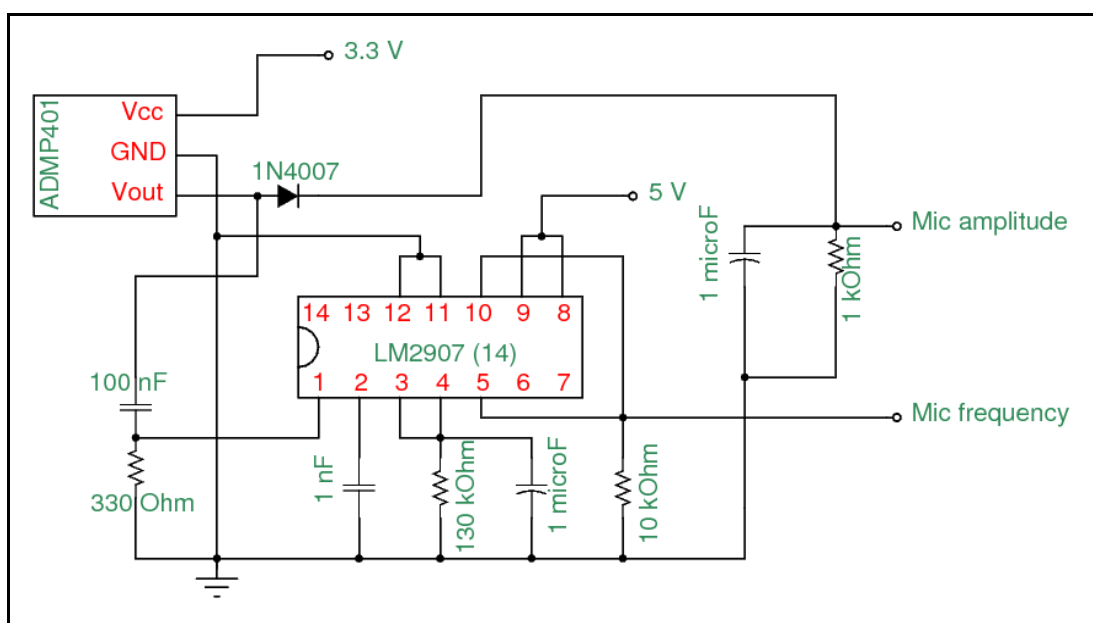 3.3 V
ADMP401
Vcc
GND
Vout
1N4007
5 V
Mic amplitude
1 microF
1 kOhm
14 13 12 11 10 9 8
LM2907 (14)
1 2 3 4 5 6 7
100 nF
Mic frequency
330 Ohm
1 nF
130 kOhm
1 microF
10 kOhm